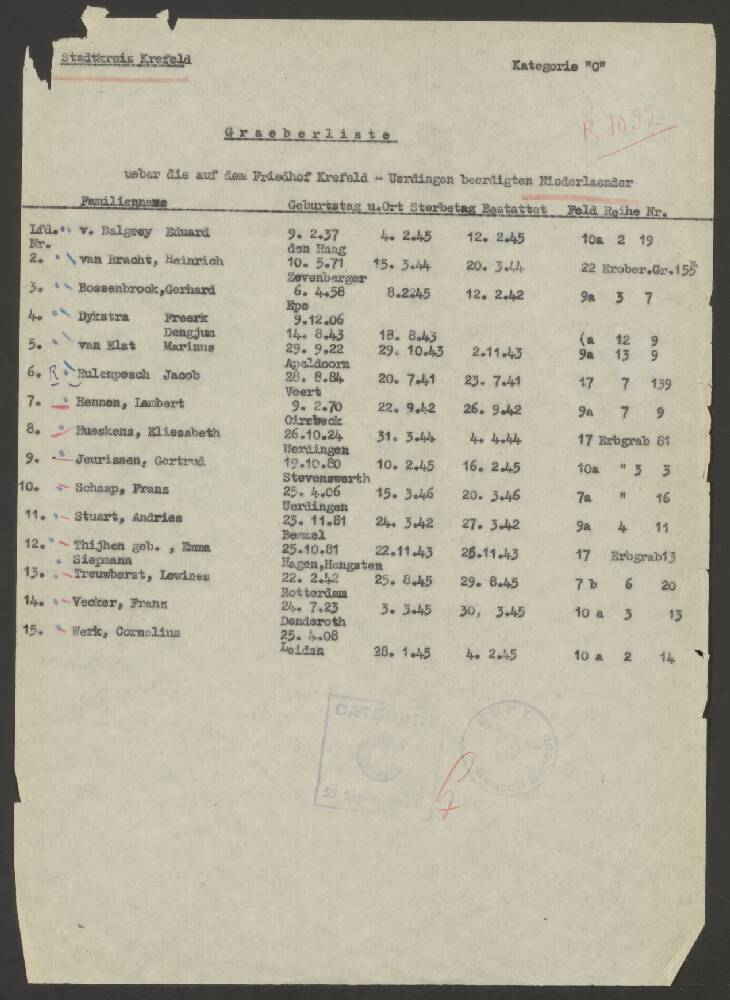 Stadtkreis Krefeld
Kategorie "C"
R 1092
Graeberliste
ueber die auf dem Friedhof Krefeld - Uerdingen beerdigten Niederlaender
Familienname Geburtstag u.Ort Sterbetag Bestattet Feld Reihe Nr.
Lfd. v. Balgooy Eduard 9. 2.37 4. 2.45 12. 2.45 10a 2 19
Nr. den Haag
2. van Bracht, Heinrich 10. 5.71 15. 3.44 20. 3.44 22 Erober.Gr.155
Zevenberger
3. Bossenbroek,Gerhard 6. 4.58 8.2245 12. 2.42 9a 3 7
Epe
4. Dykstra Freerk 9.12.06
Dengjum 14. 8.43 18. 8.43 (a 12 9
5. van Elst Marinus 29. 9.22 29. 10.43 2.11.43 9a 13 9
Apeldoorn
6. R Eulenpesch Jacob 28. 8.84 20. 7.41 23. 7.41 17 7 139
Veert
7. Hennen, Lambert 9. 2.70 22. 9.42 26. 9.42 9a 7 9
Oirsbeck
8. Hueskens, Eliesabeth 26.10.24 31. 3.44 4. 4.44 17 Erbgrab 81
Uerdingen
9. Jeurissen, Gertrud 19.10.80 10. 2.45 16. 2.45 10a " 3 3
Stevenswerth
10. Schaap, Frans 25. 4.06 15. 3.46 20. 3.46 7a " 16
Uerdingen
11. Stuart, Andries 23. 11.81 24. 3.42 27. 3.42 9a 4 11
Bemmel
12. Thijhen geb. , Emma 25.10.81 22.11.43 26.11.43 17 Erbgrab13
Siepmann Hagen,Hengsten
13. Treuwherst, Lewines 22. 2.42 25. 8.45 29. 8.45 7 b 6 20
Rotterdam
14. Vecker, Frans 24. 7.23 3. 3.45 30, 3.45 10 a 3 13
Denderoth
15. Werk, Cornelius 25. 4.08
Leiden 28. 1.45 4. 2.45 10 a 2 14
C
COPY